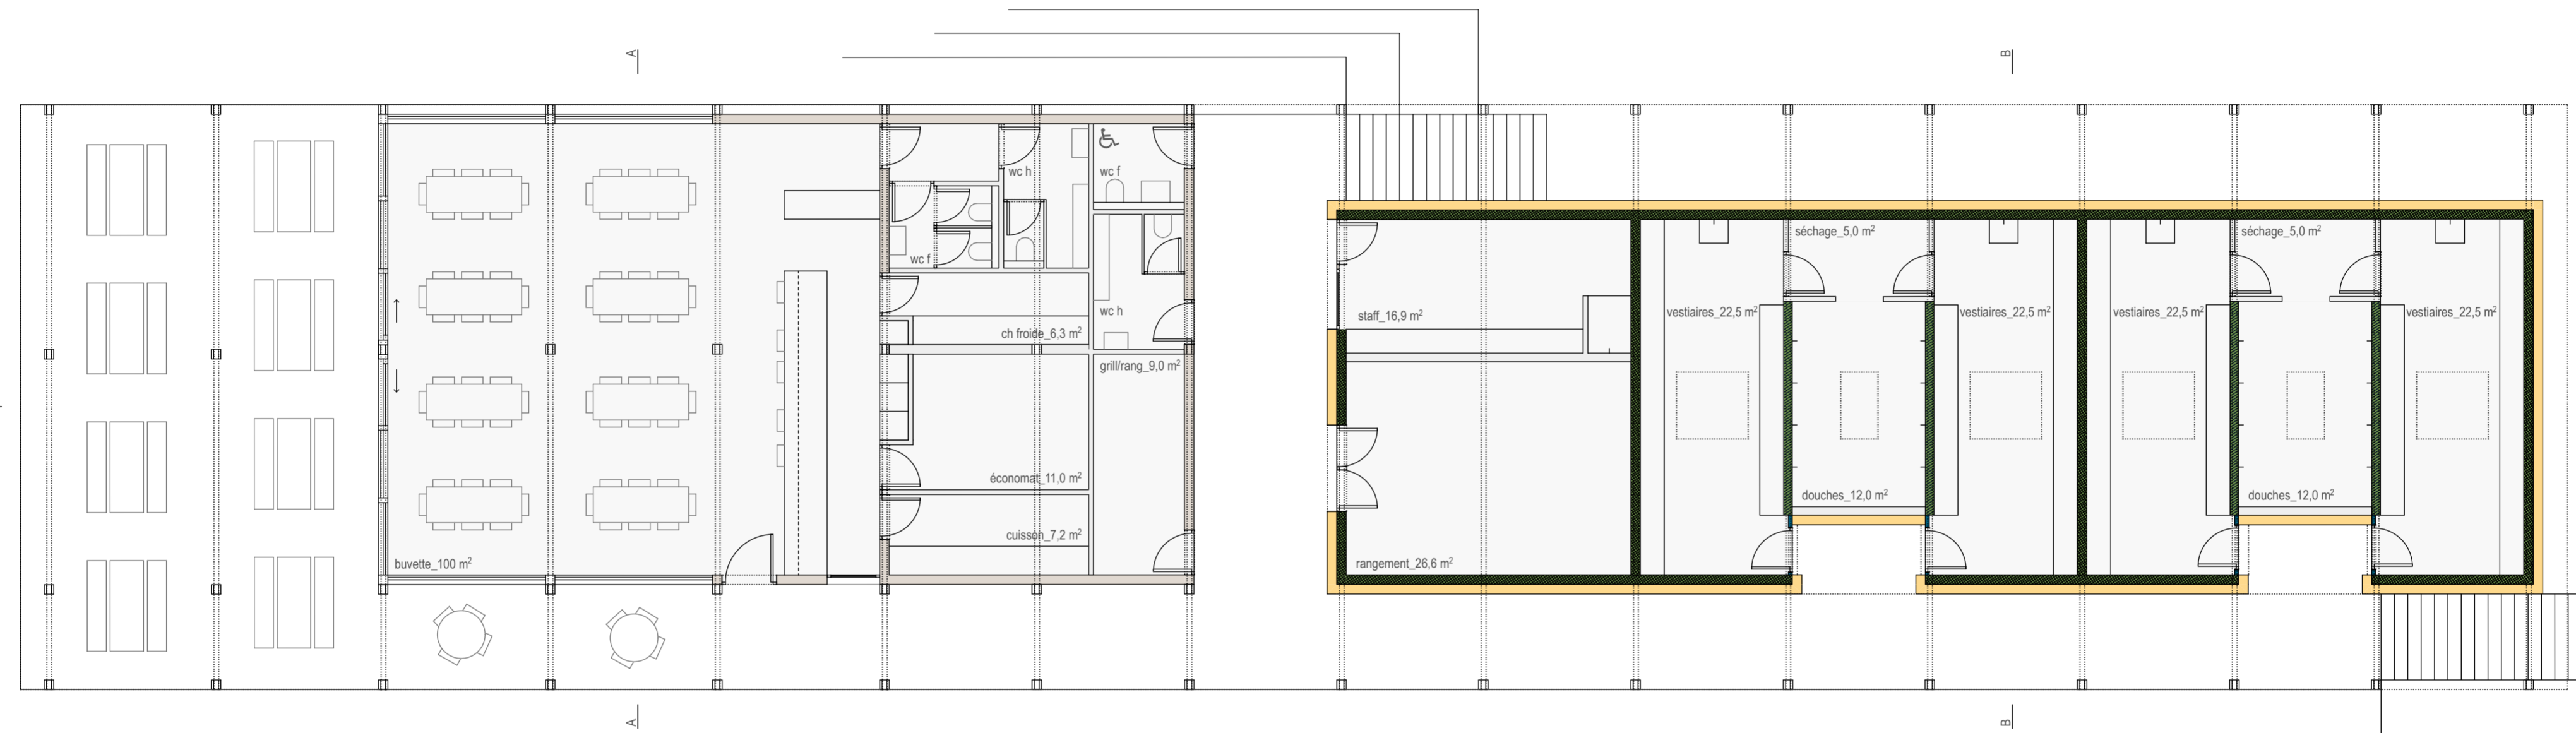 A
B
wc h
wc f
wc f
ch froide_6,3 m²
wc h
grill/rang_9,0 m²
économat_11,0 m²
cuisson_7,2 m²
buvette_100 m²
staff_16,9 m²
rangement_26,6 m²
séchage_5,0 m²
séchage_5,0 m²
vestiaires_22,5 m²
vestiaires_22,5 m²
vestiaires_22,5 m²
vestiaires_22,5 m²
douches_12,0 m²
douches_12,0 m²
A
B